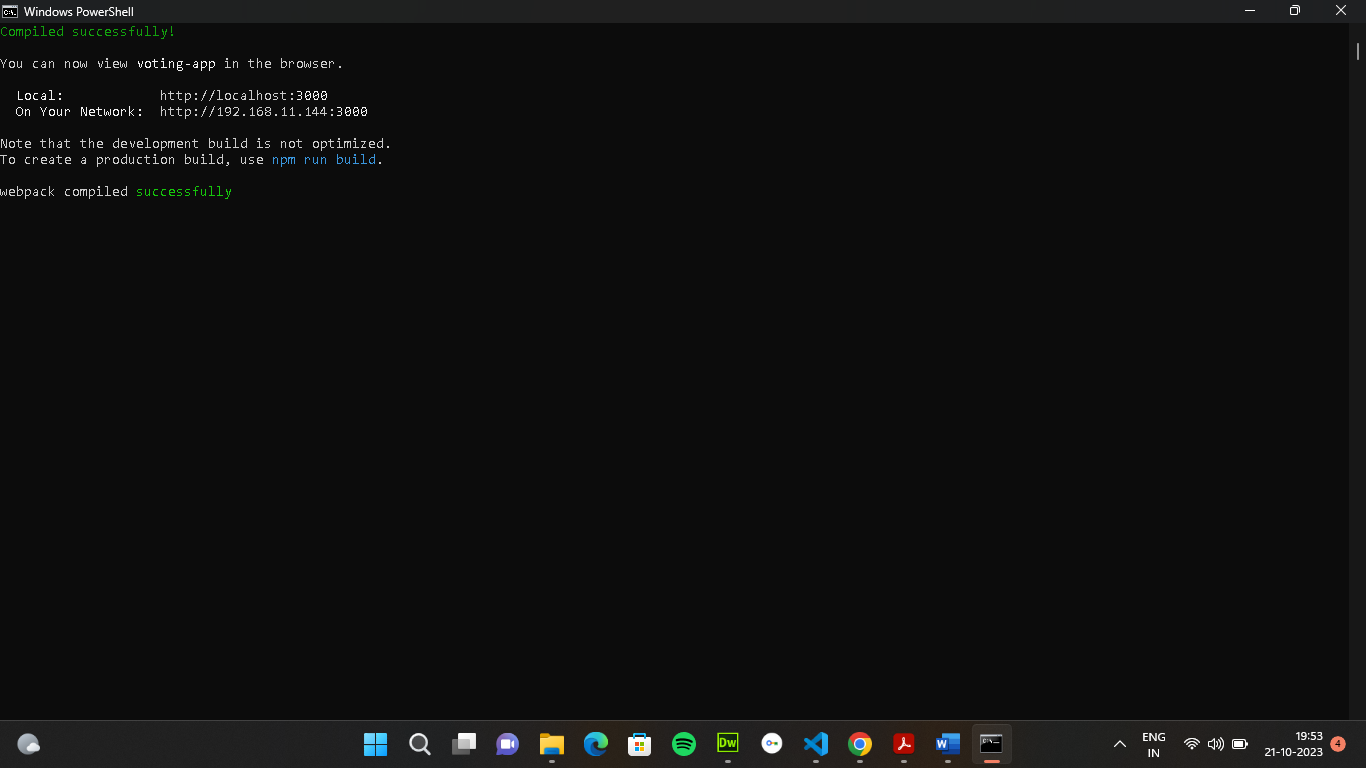 Windows PowerShell
Compiled successfully!
You can now view voting-app in the browser.
Local: http://localhost:3000
On Your Network: http://192.168.11.144:3000
Note that the development build is not optimized.
To create a production build, use npm run build.
webpack compiled successfully
Dw
ENG
IN
19:53
21-10-2023
4